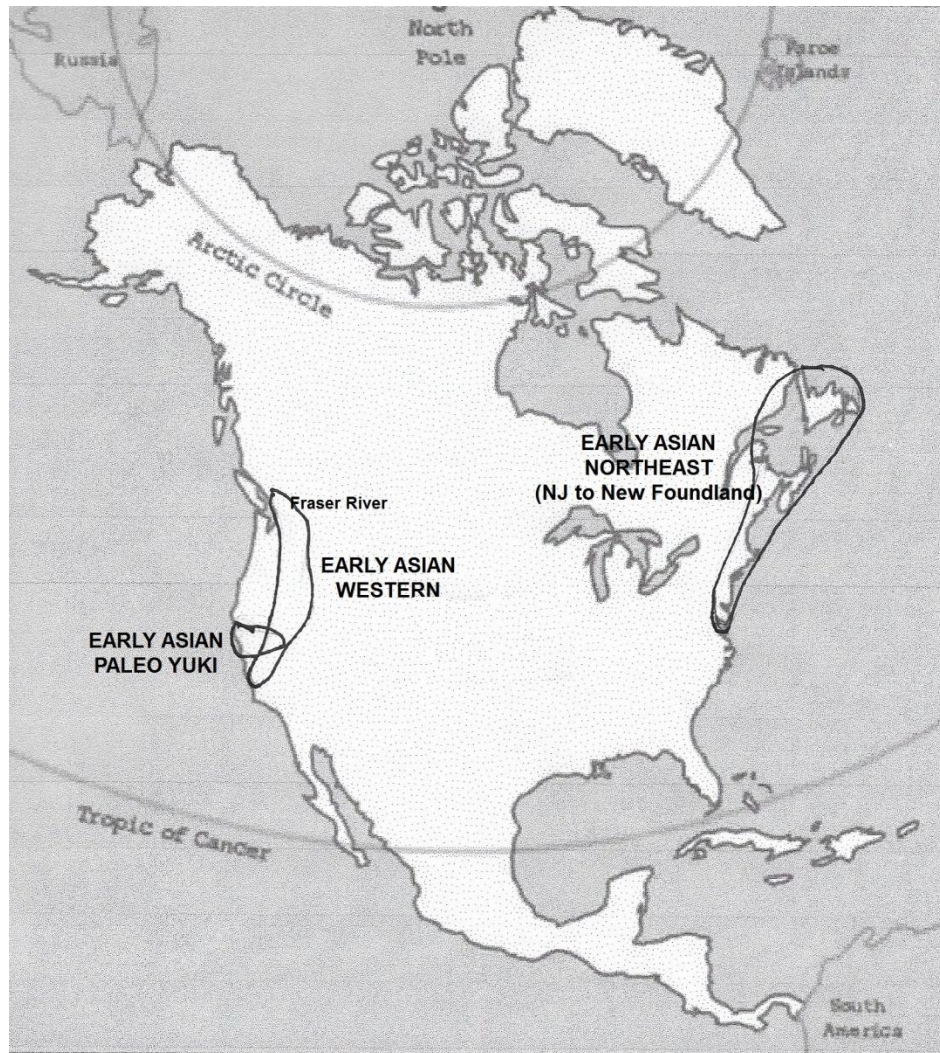 North
Pole
Russia
Faroe
Islands
Arctic Circle
EARLY ASIAN
NORTHEAST
(NJ to New Foundland)
Fraser River
EARLY ASIAN
WESTERN
EARLY ASIAN
PALEO YUKI
Tropic of Cancer
South
America